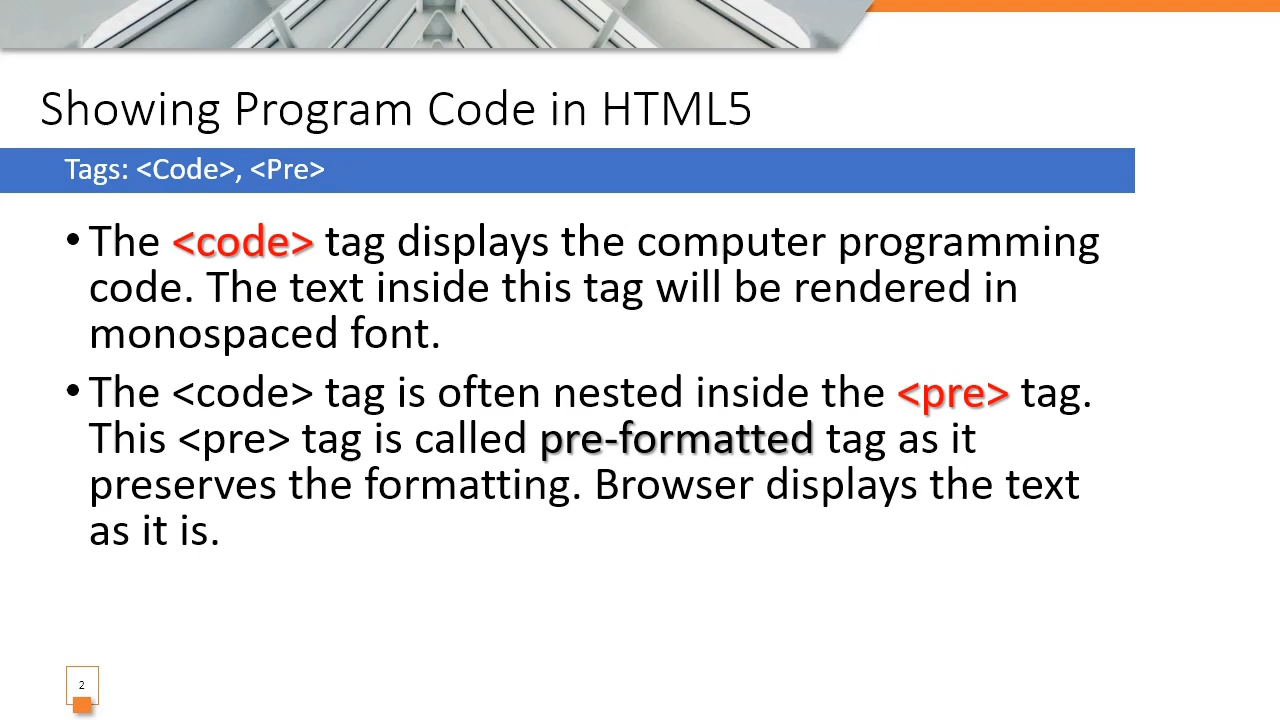 Showing Program Code in HTML5
Tags: <Code>, <Pre>
• The <code> tag displays the computer programming
code. The text inside this tag will be rendered in
monospaced font.
• The <code> tag is often nested inside the <pre> tag.
This <pre> tag is called pre-formatted tag as it
preserves the formatting. Browser displays the text
as it is.
2